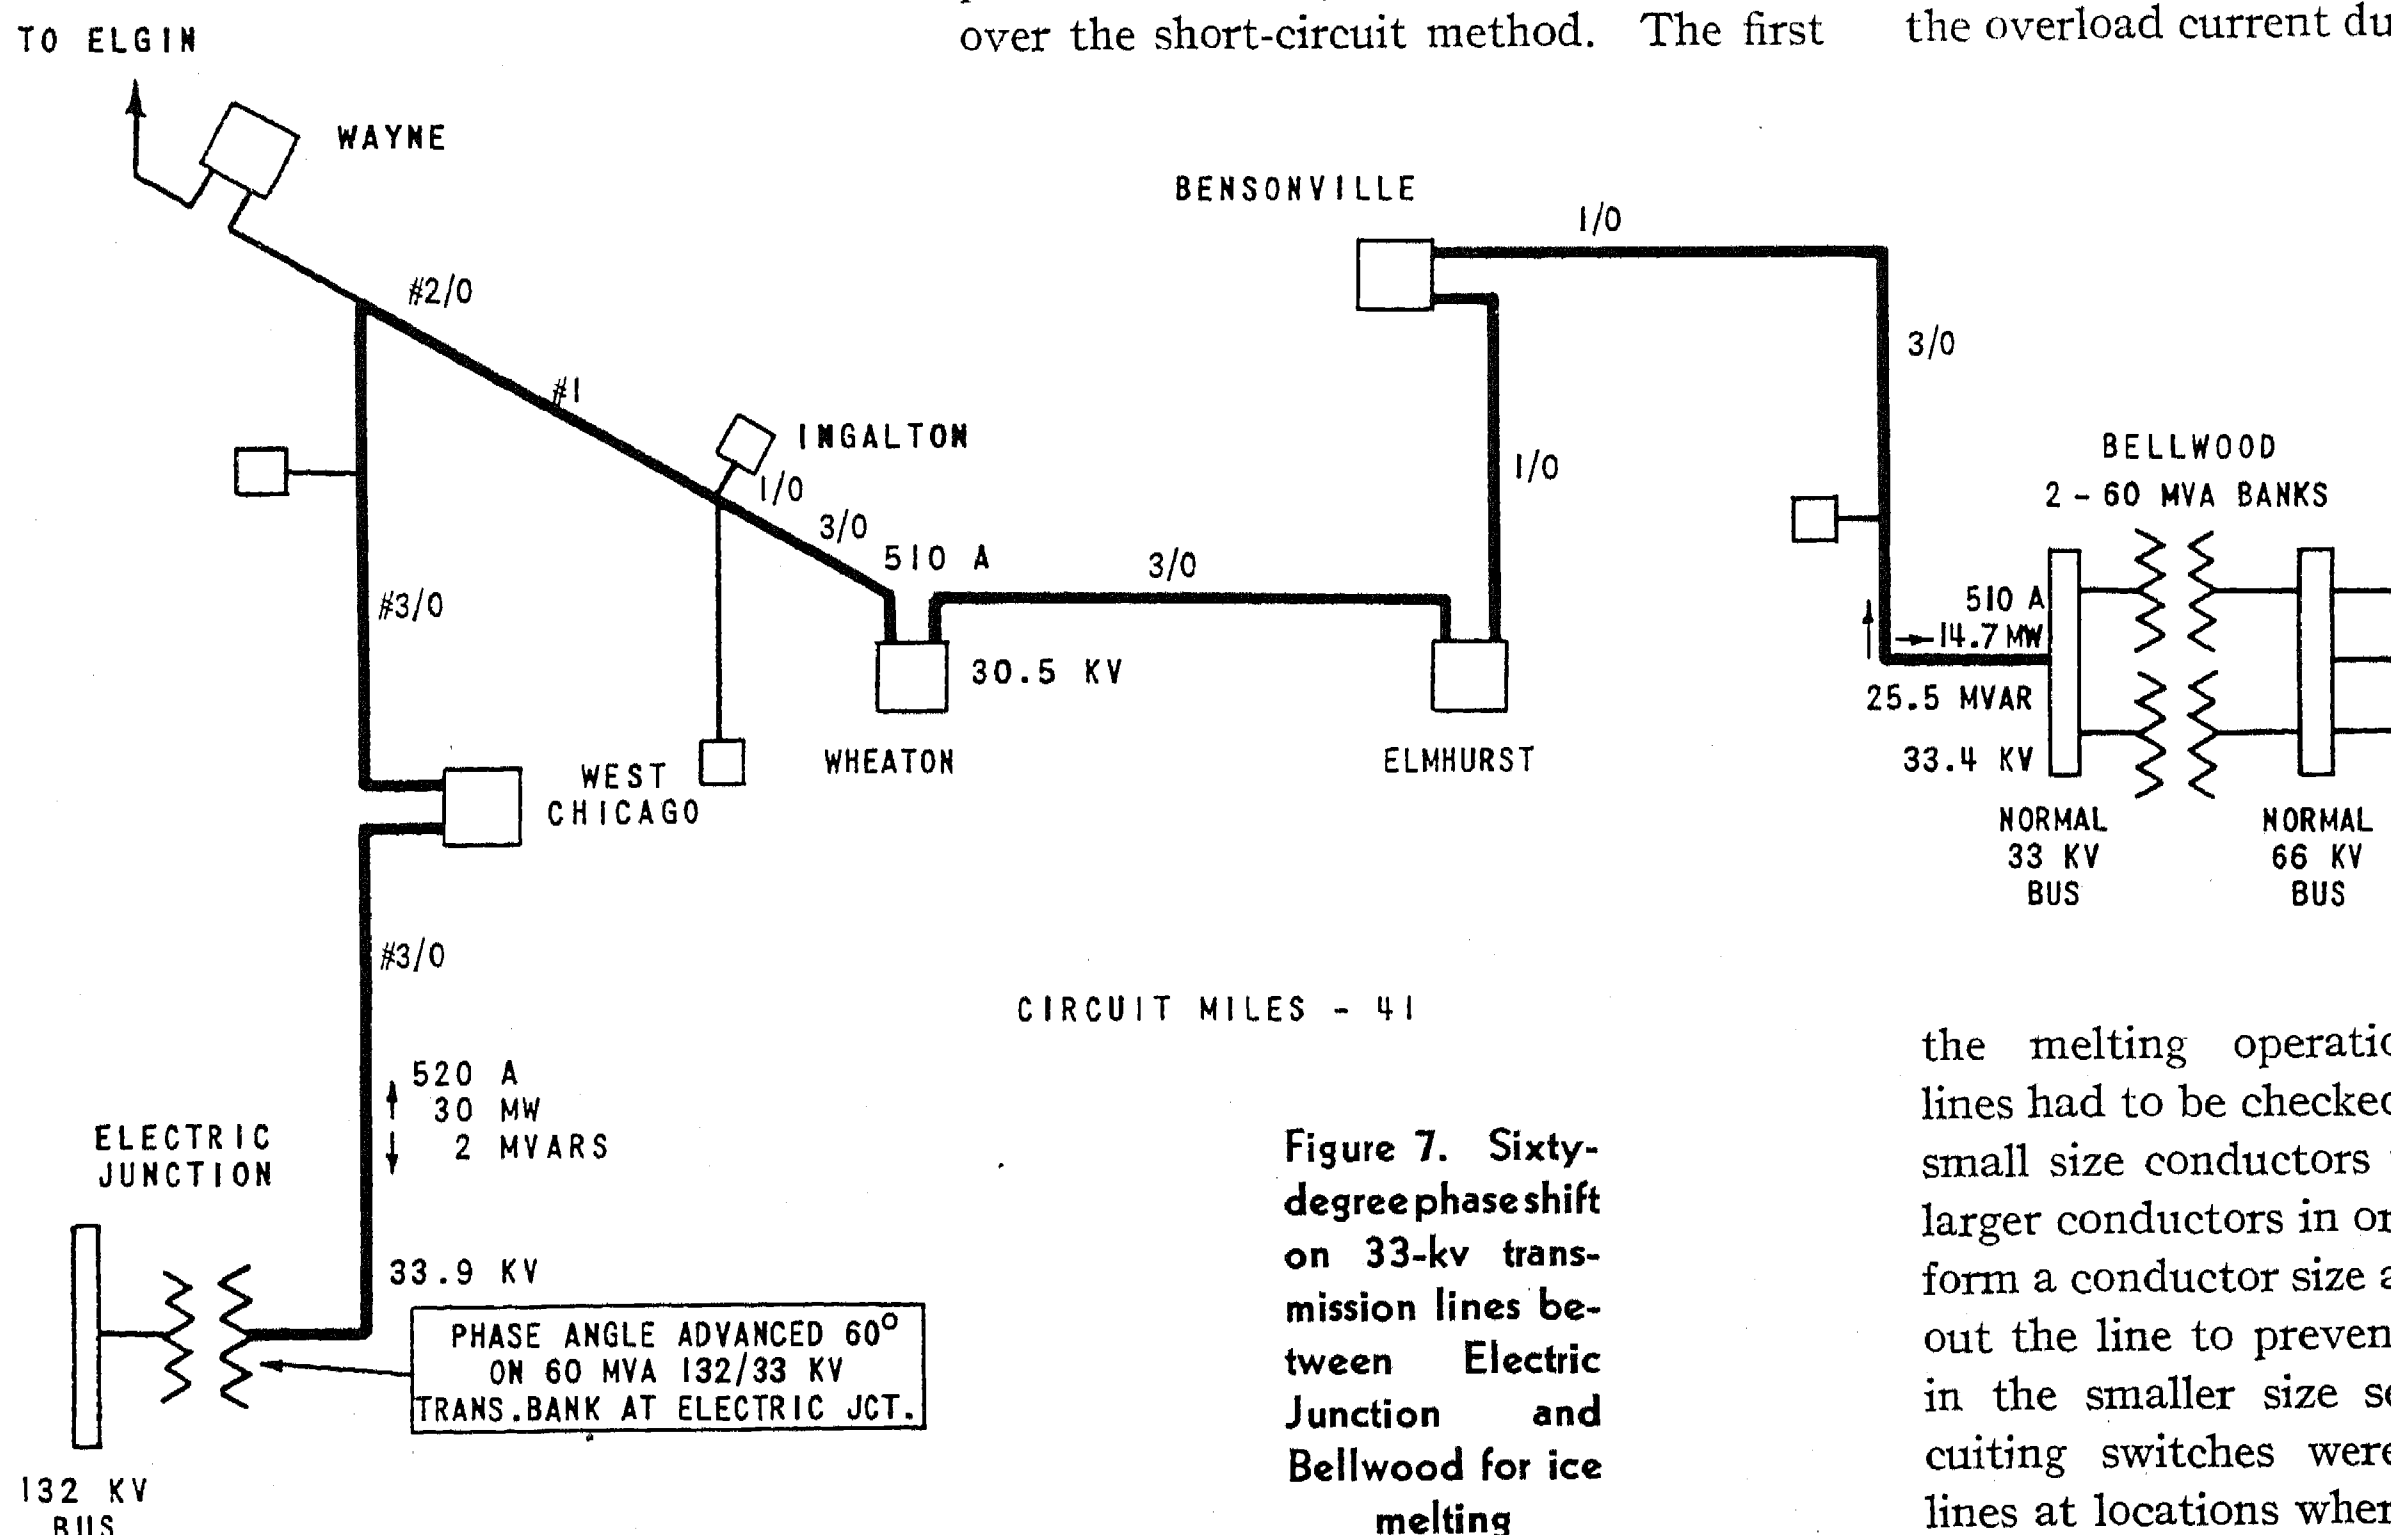 over the short-circuit method. The first
the overload current
TO ELGIN
WAYNE
BENSONVILLE
1/0
#2/0
3/0
#1
INGALTON
1/0
3/0
510 A
3/0
1/0
BELLWOOD
2-60 MVA BANKS
#3/0
510 A
14.7 MW
25.5 MVAR
33.4 KV
30.5 KV
WEST
CHICAGO
WHEATON
ELMHURST
NORMAL
33 KV
BUS
NORMAL
66 KV
BUS
#3/0
CIRCUIT MILES - 41
520 A
30 MW
2 MVARS
ELECTRIC
JUNCTION
33.9 KV
PHASE ANGLE ADVANCED 60°
ON 60 MVA 132/33 KV
TRANS.BANK AT ELECTRIC JCT.
132 KV
BUS
Figure 7. Sixty-
degree phase shift
on 33-kv trans-
mission lines be-
tween Electric
Junction and
Bellwood for ice
melting
the melting
lines had to be checked
small size conductors
larger conductors in
form a conductor size
out the line to
in the smaller size
cuiting switches were
lines at locations